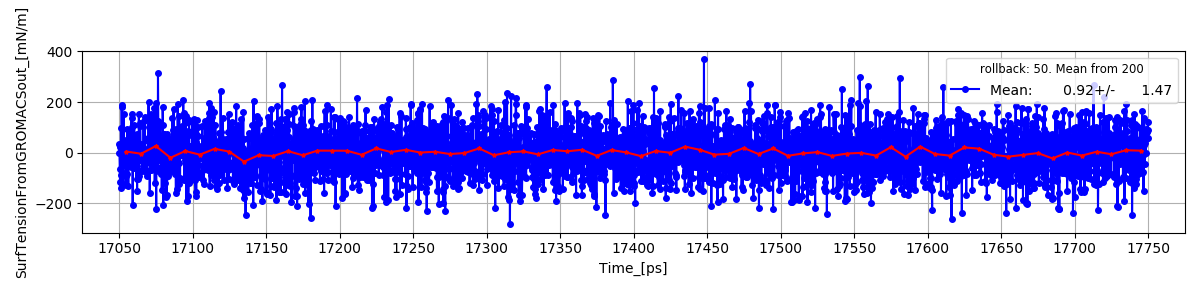 SurfTensionFromGROMACSout_[mN/m]
400
200
0
−200
rollback: 50. Mean from 200
Mean: 0.92+/- 1.47
17050 17100 17150 17200 17250 17300 17350 17400 17450 17500 17550 17600 17650 17700 17750
Time_[ps]